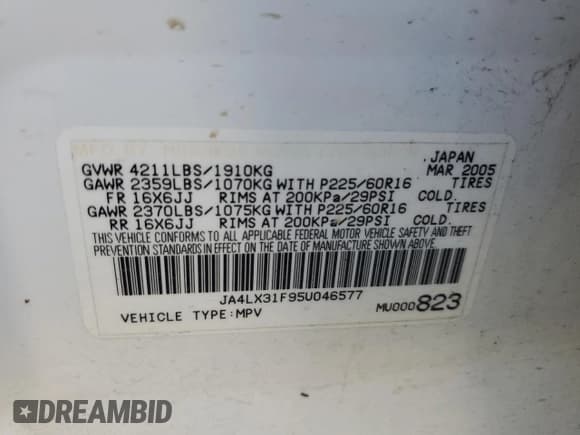 MFD BY
JAPAN
GVWR 4211LBS/1910KG MAR 2005
GAWR 2359LBS/1070KG WITH P225/60R16 TIRES
FR 16X6JJ RIMS AT 200KPa/29PSI COLD.
GAWR 2370LBS/1075KG WITH P225/60R16 TIRES
RR 16X6JJ RIMS AT 200KPa/29PSI COLD.
THIS VEHICLE CONFORMS TO ALL APPLICABLE FEDERAL MOTOR VEHICLE SAFETY AND THEFT
PREVENTION STANDARDS IN EFFECT ON THE DATE OF MANUFACTURE SHOWN ABOVE.
JA4LX31F95U046577
VEHICLE TYPE:MPV MU000823
DREAMBID